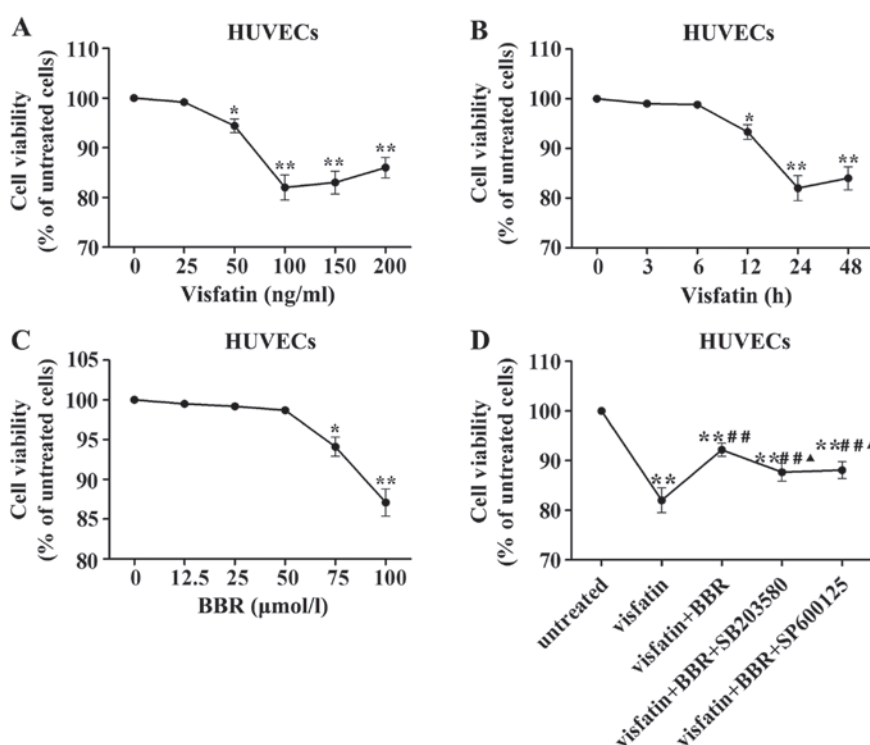 A
HUVECs
Cell viability
(% of untreated cells)
110
100
90
80
70
*
**
**
**
0 25 50 100 150 200
Visfatin (ng/ml)
B
HUVECs
Cell viability
(% of untreated cells)
110
100
90
80
70
*
**
**
0 3 6 12 24 48
Visfatin (h)
C
HUVECs
Cell viability
(% of untreated cells)
105
100
95
90
85
80
*
**
0 12.5 25 50 75 100
BBR (μmol/l)
D
HUVECs
Cell viability
(% of untreated cells)
110
100
90
80
70
**
**##
**##▲
**##▲
untreated
visfatin
visfatin+BBR
visfatin+BBR+SB203580
visfatin+BBR+SP600125